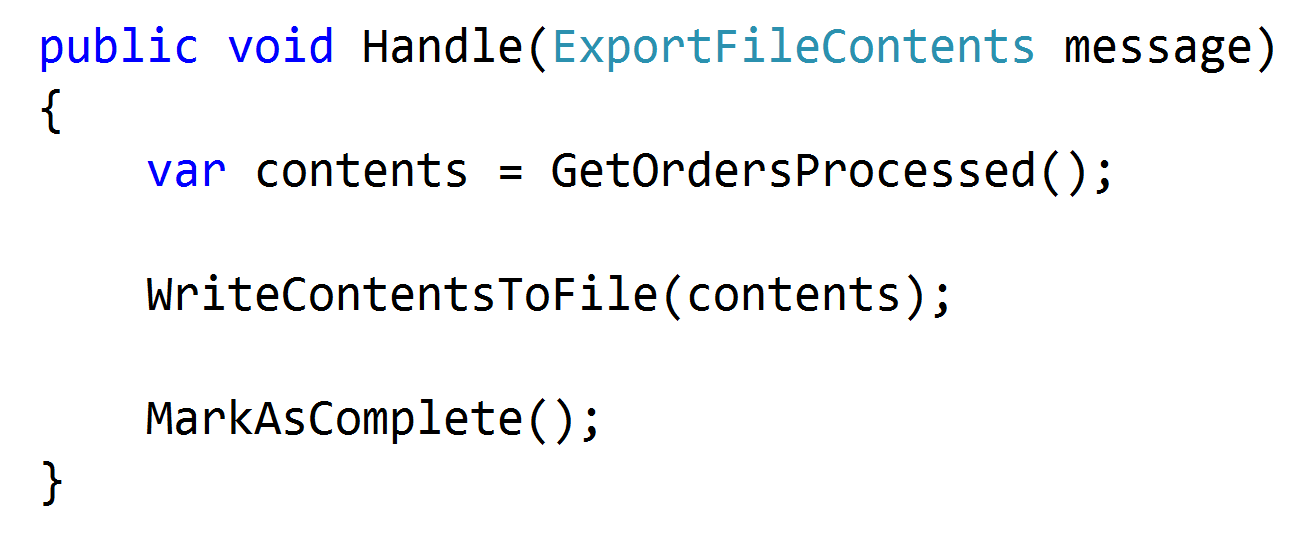 public void Handle(ExportFileContents message)
{
    var contents = GetOrdersProcessed();
    WriteContentsToFile(contents);
    MarkAsComplete();
}